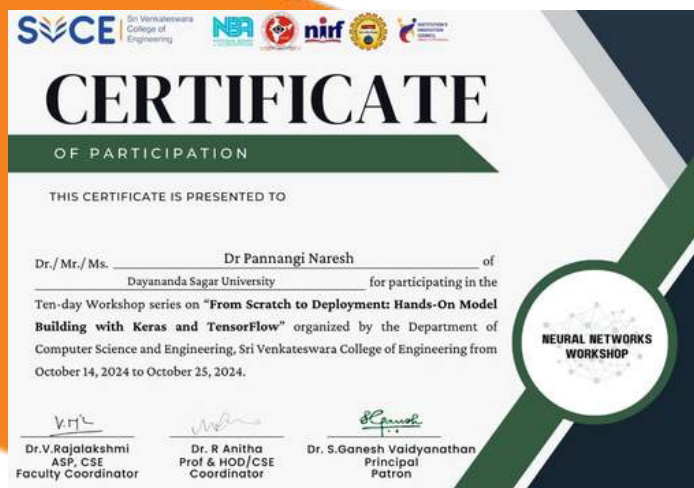 SVCE
Sri Venkateswara
College of
Engineering
NBA
nirf
INSTITUTION'S
INNOVATION
COUNCIL
CERTIFICATE
OF PARTICIPATION
THIS CERTIFICATE IS PRESENTED TO
Dr./ Mr./ Ms. Dr Pannangi Naresh of
Dayananda Sagar University for participating in the
Ten-day Workshop series on “From Scratch to Deployment: Hands-On Model
Building with Keras and TensorFlow” organized by the Department of
Computer Science and Engineering, Sri Venkateswara College of Engineering from
October 14, 2024 to October 25, 2024.
NEURAL NETWORKS
WORKSHOP
Dr.V.Rajalakshmi
ASP, CSE
Faculty Coordinator
Dr. R Anitha
Prof & HOD/CSE
Coordinator
Dr. S.Ganesh Vaidyanathan
Principal
Patron